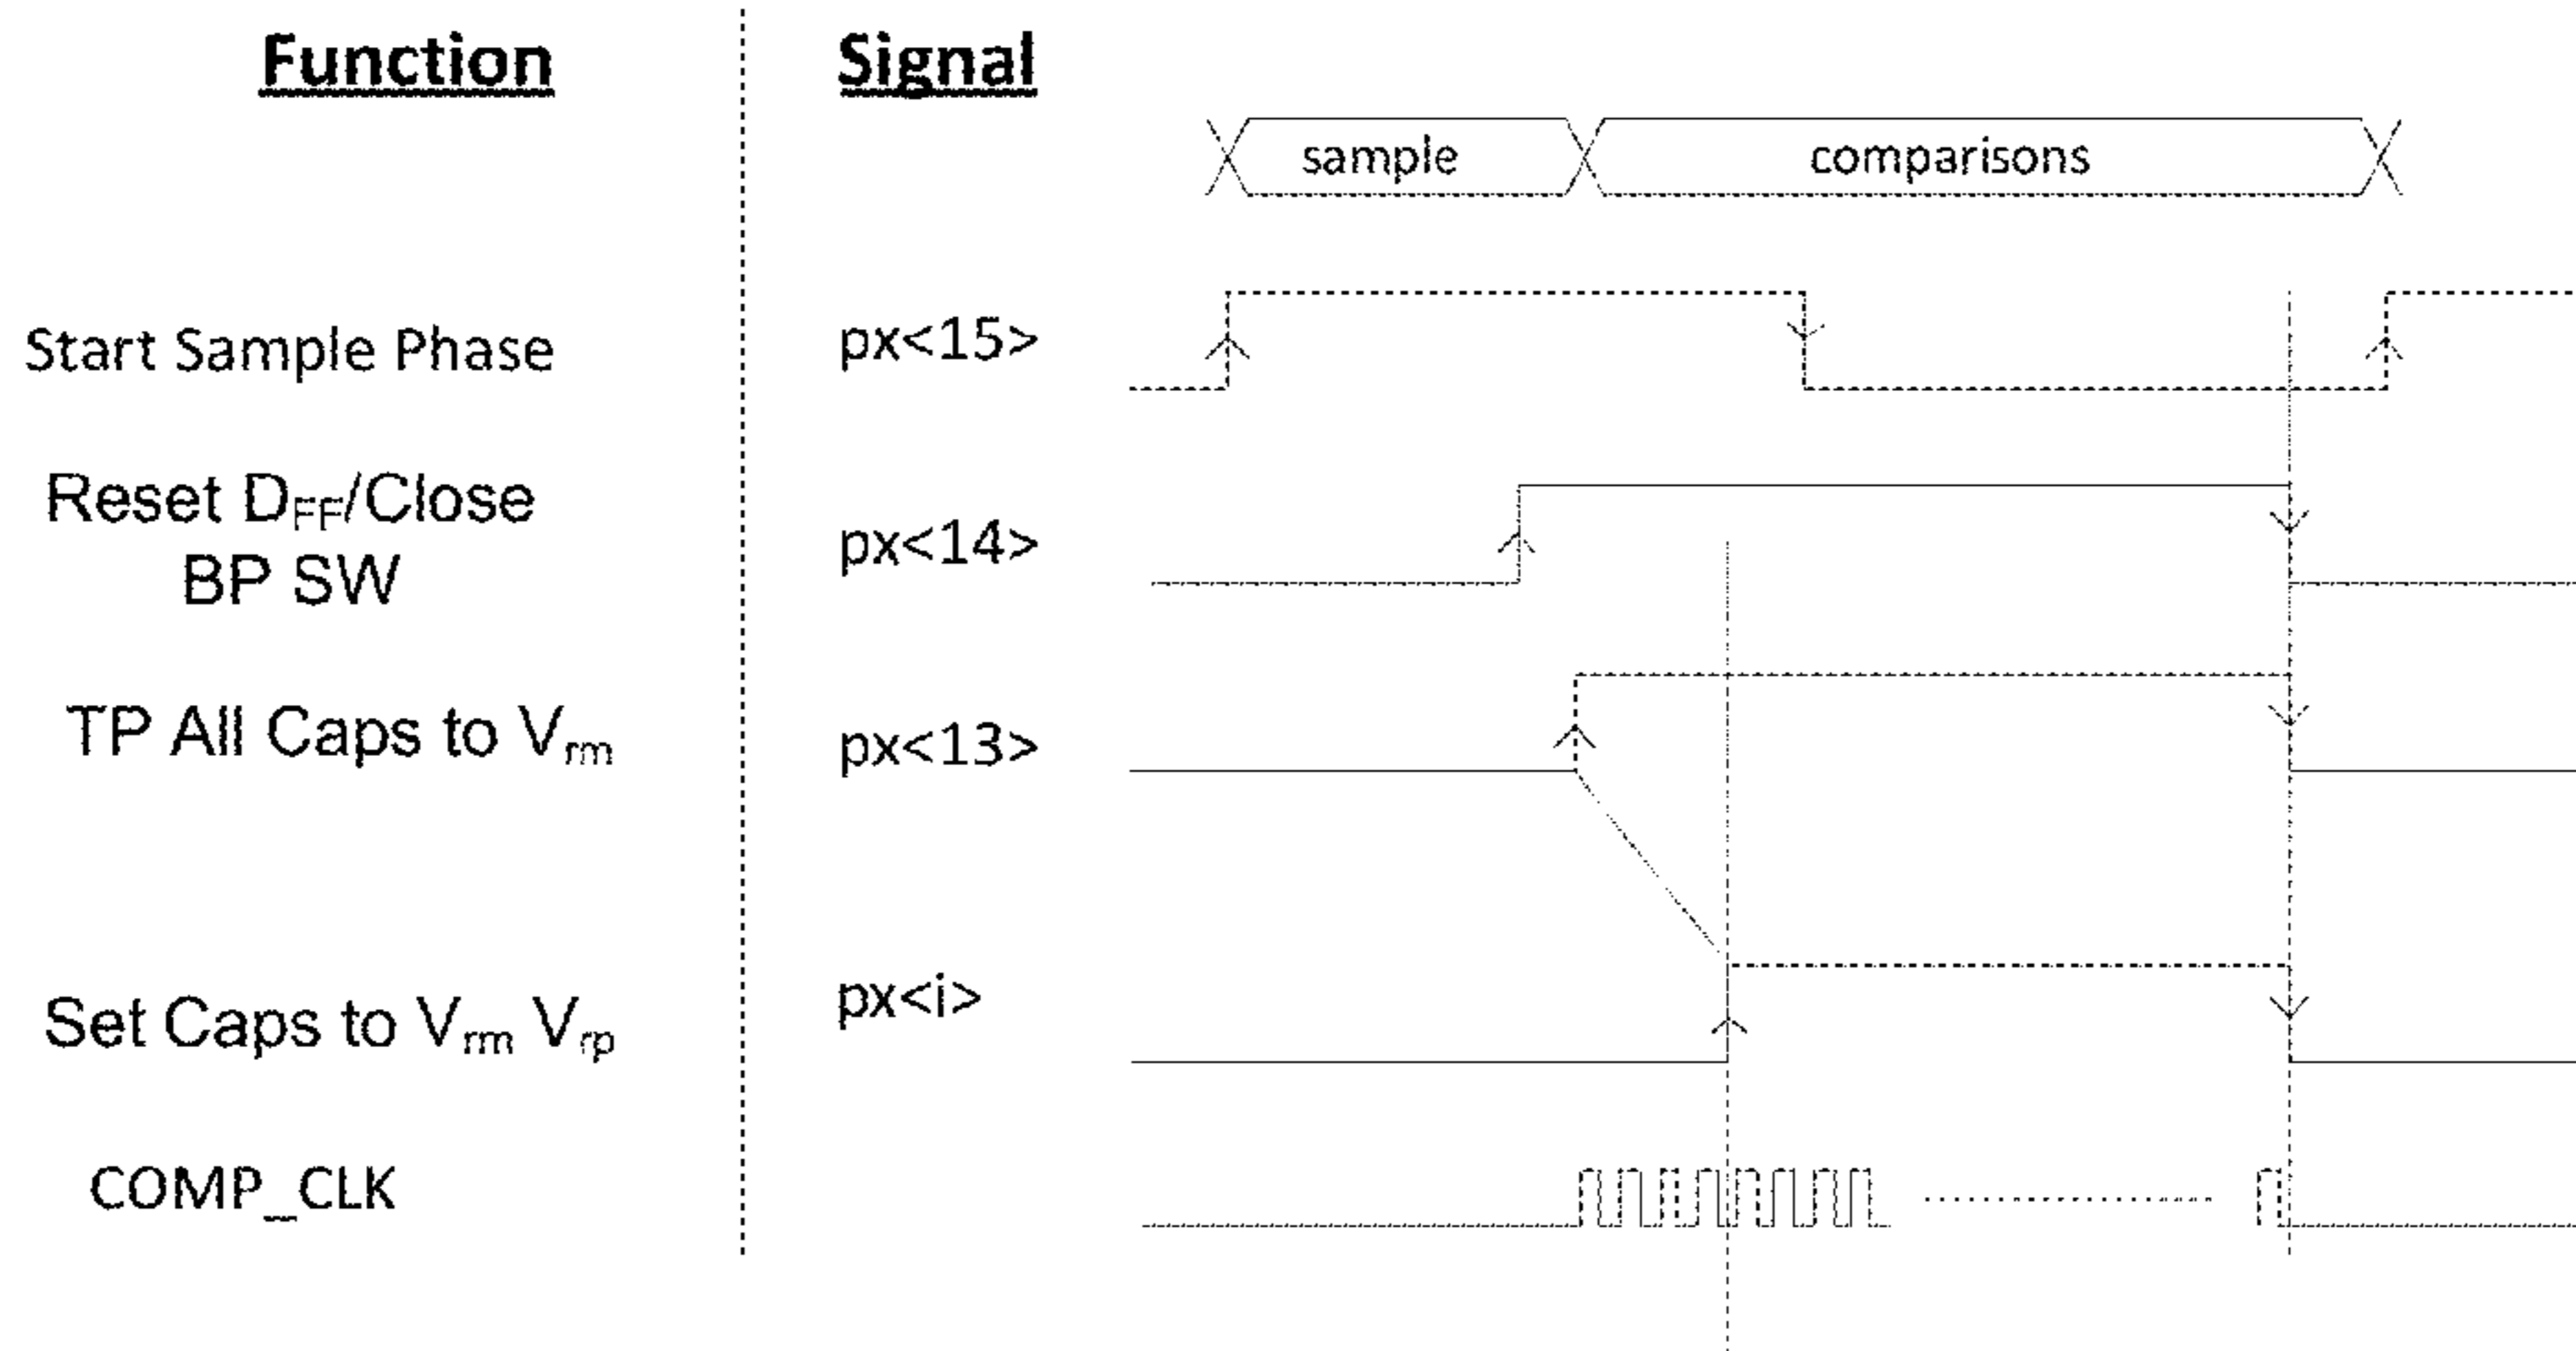 Function
Signal
sample
comparisons
Start Sample Phase
px<15>
Reset DFF/Close
BP SW
px<14>
TP All Caps to Vrm
px<13>
Set Caps to Vrm Vrp
px<i>
COMP_CLK